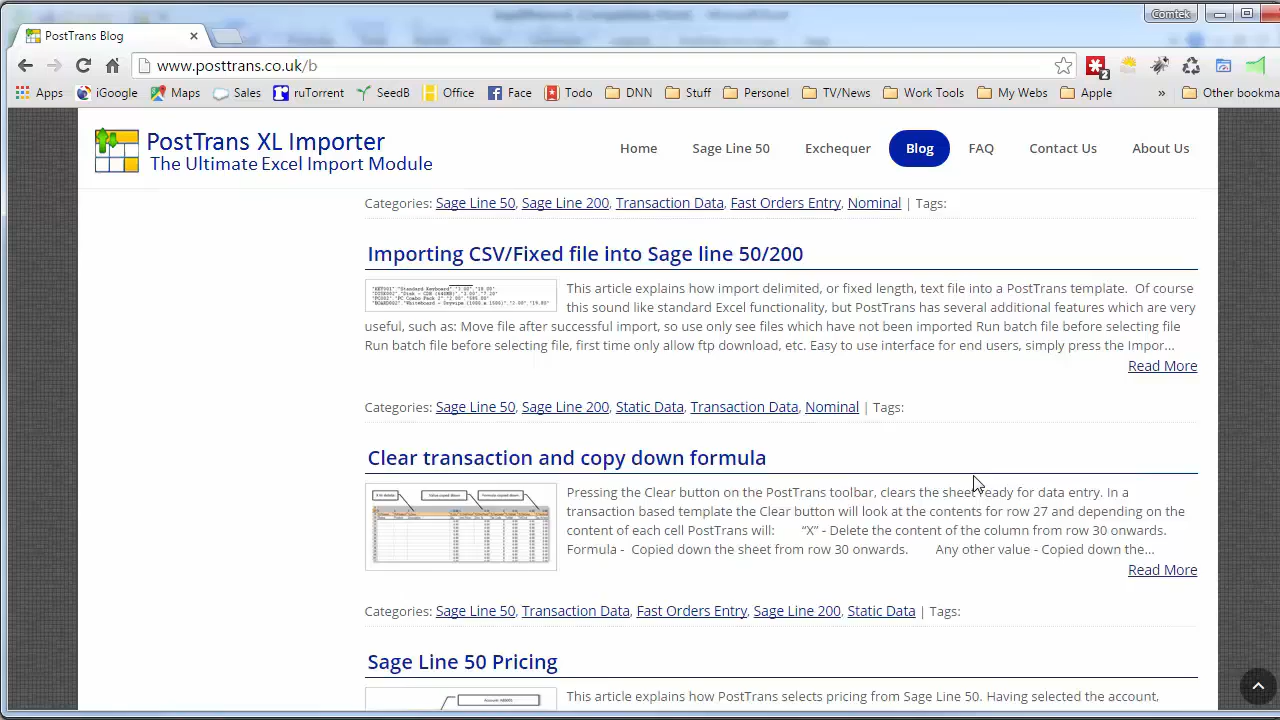 Comtek
PostTrans Blog
www.posttrans.co.uk/b
2
Apps iGoogle Maps Sales ruTorrent SeedB Office Face Todo DNN Stuff Personel TV/News Work Tools My Webs Apple » Other bookma
PostTrans XL Importer
The Ultimate Excel Import Module
Home Sage Line 50 Exchequer Blog FAQ Contact Us About Us
Categories: Sage Line 50, Sage Line 200, Transaction Data, Fast Orders Entry, Nominal | Tags:
Importing CSV/Fixed file into Sage line 50/200
This article explains how import delimited, or fixed length, text file into a PostTrans template. Of course
this sound like standard Excel functionality, but PostTrans has several additional features which are very
useful, such as: Move file after successful import, so use only see files which have not been imported Run batch file before selecting file
Run batch file before selecting file, first time only allow ftp download, etc. Easy to use interface for end users, simply press the Impor...
Read More
Categories: Sage Line 50, Sage Line 200, Static Data, Transaction Data, Nominal | Tags:
Clear transaction and copy down formula
Pressing the Clear button on the PostTrans toolbar, clears the sheet ready for data entry. In a
transaction based template the Clear button will look at the contents for row 27 and depending on the
content of each cell PostTrans will: “X” - Delete the content of the column from row 30 onwards.
Formula - Copied down the sheet from row 30 onwards. Any other value - Copied down the...
Read More
Categories: Sage Line 50, Transaction Data, Fast Orders Entry, Sage Line 200, Static Data | Tags:
Sage Line 50 Pricing
This article explains how PostTrans selects pricing from Sage Line 50. Having selected the account,